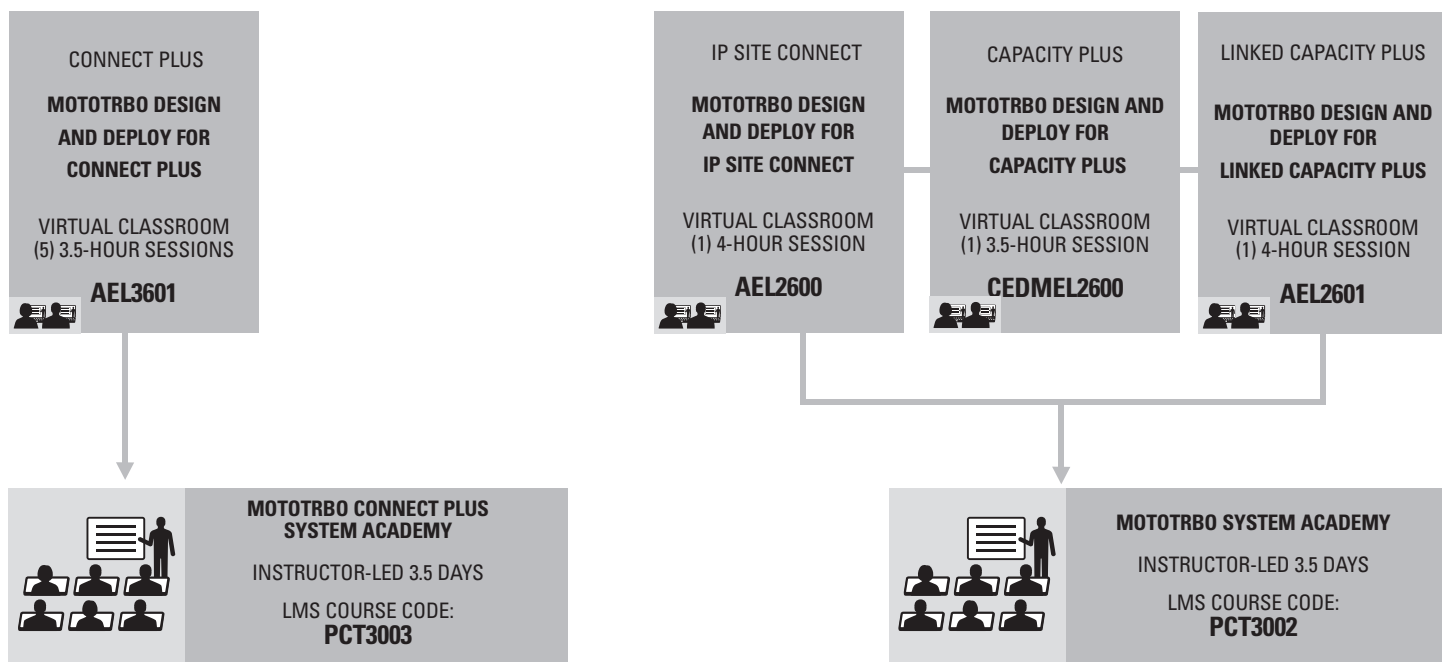 CONNECT PLUS
MOTOTRBO DESIGN
AND DEPLOY FOR
CONNECT PLUS
VIRTUAL CLASSROOM
(5) 3.5-HOUR SESSIONS
AEL3601
IP SITE CONNECT
MOTOTRBO DESIGN
AND DEPLOY FOR
IP SITE CONNECT
VIRTUAL CLASSROOM
(1) 4-HOUR SESSION
AEL2600
CAPACITY PLUS
MOTOTRBO DESIGN AND
DEPLOY FOR
CAPACITY PLUS
VIRTUAL CLASSROOM
(1) 3.5-HOUR SESSION
CEDMEL2600
LINKED CAPACITY PLUS
MOTOTRBO DESIGN AND
DEPLOY FOR
LINKED CAPACITY PLUS
VIRTUAL CLASSROOM
(1) 4-HOUR SESSION
AEL2601
MOTOTRBO CONNECT PLUS
SYSTEM ACADEMY
INSTRUCTOR-LED 3.5 DAYS
LMS COURSE CODE:
PCT3003
MOTOTRBO SYSTEM ACADEMY
INSTRUCTOR-LED 3.5 DAYS
LMS COURSE CODE:
PCT3002